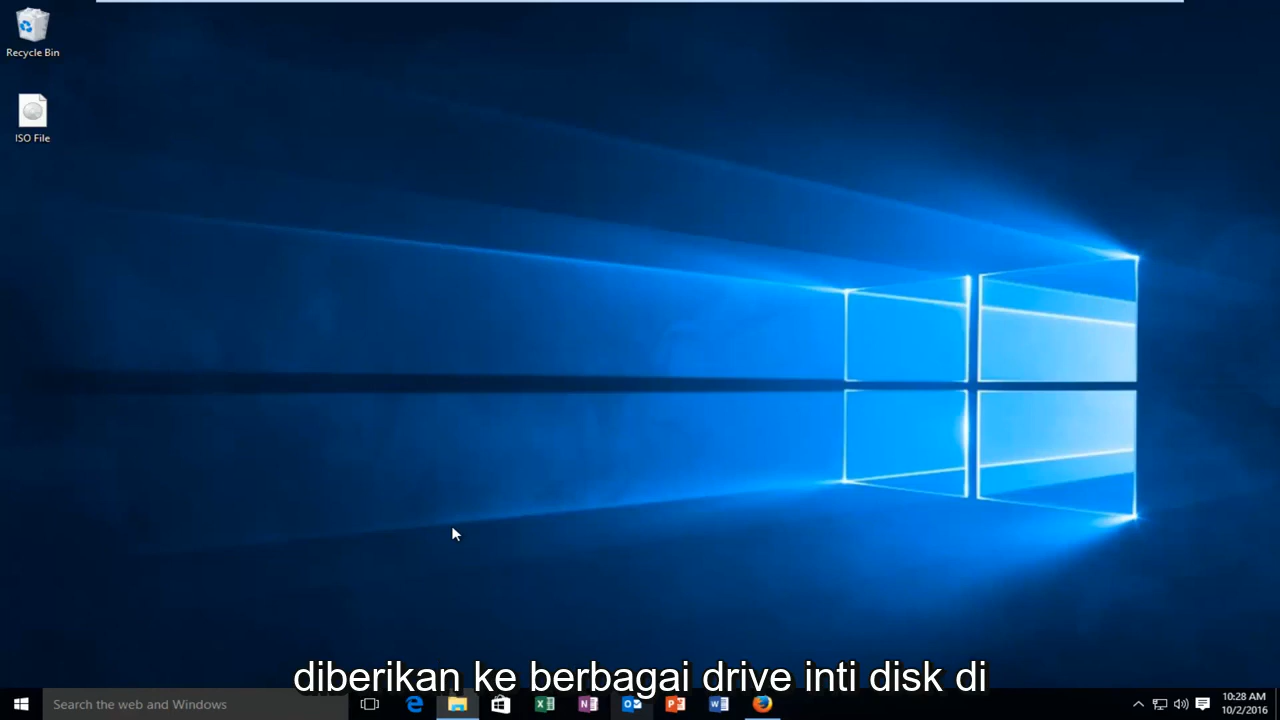 Recycle Bin
ISO File
diberikan ke berbagai drive inti disk di
Search the web and Windows
10:28 AM
10/2/2016